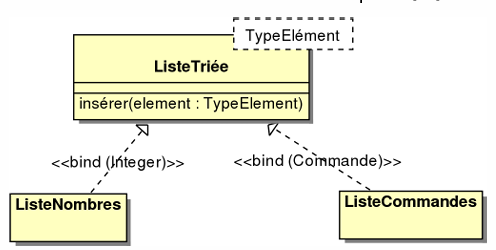 TypeElément
ListeTriée
insérer(element : TypeElement)
<<bind (Integer)>>
<<bind (Commande)>>
ListeNombres
ListeCommandes